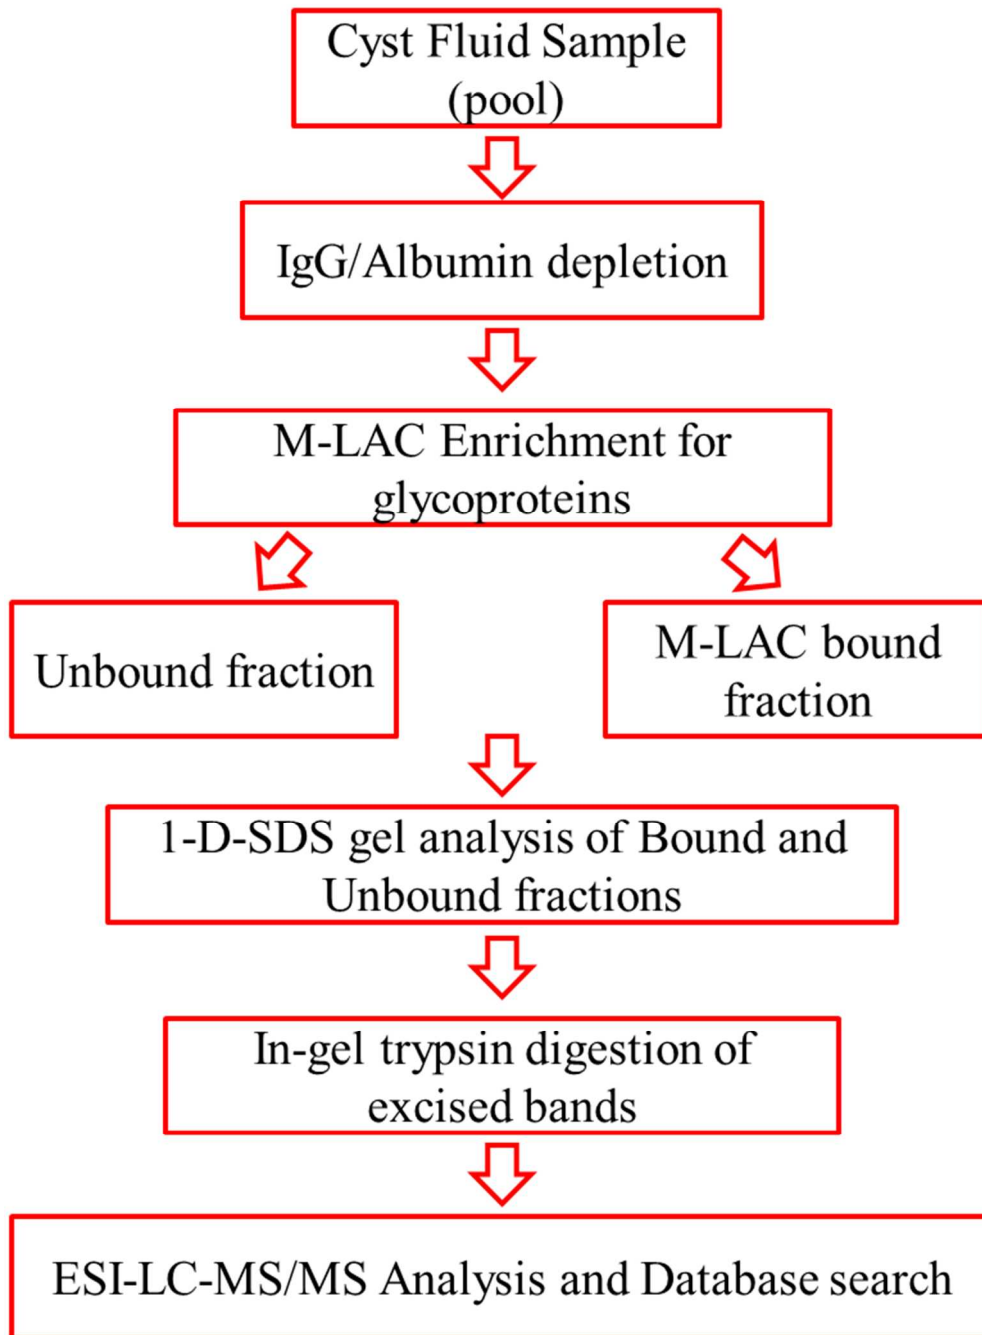 Cyst Fluid Sample
(pool)
IgG/Albumin depletion
M-LAC Enrichment for
glycoproteins
Unbound fraction
M-LAC bound
fraction
1-D-SDS gel analysis of Bound and
Unbound fractions
In-gel trypsin digestion of
excised bands
ESI-LC-MS/MS Analysis and Database search